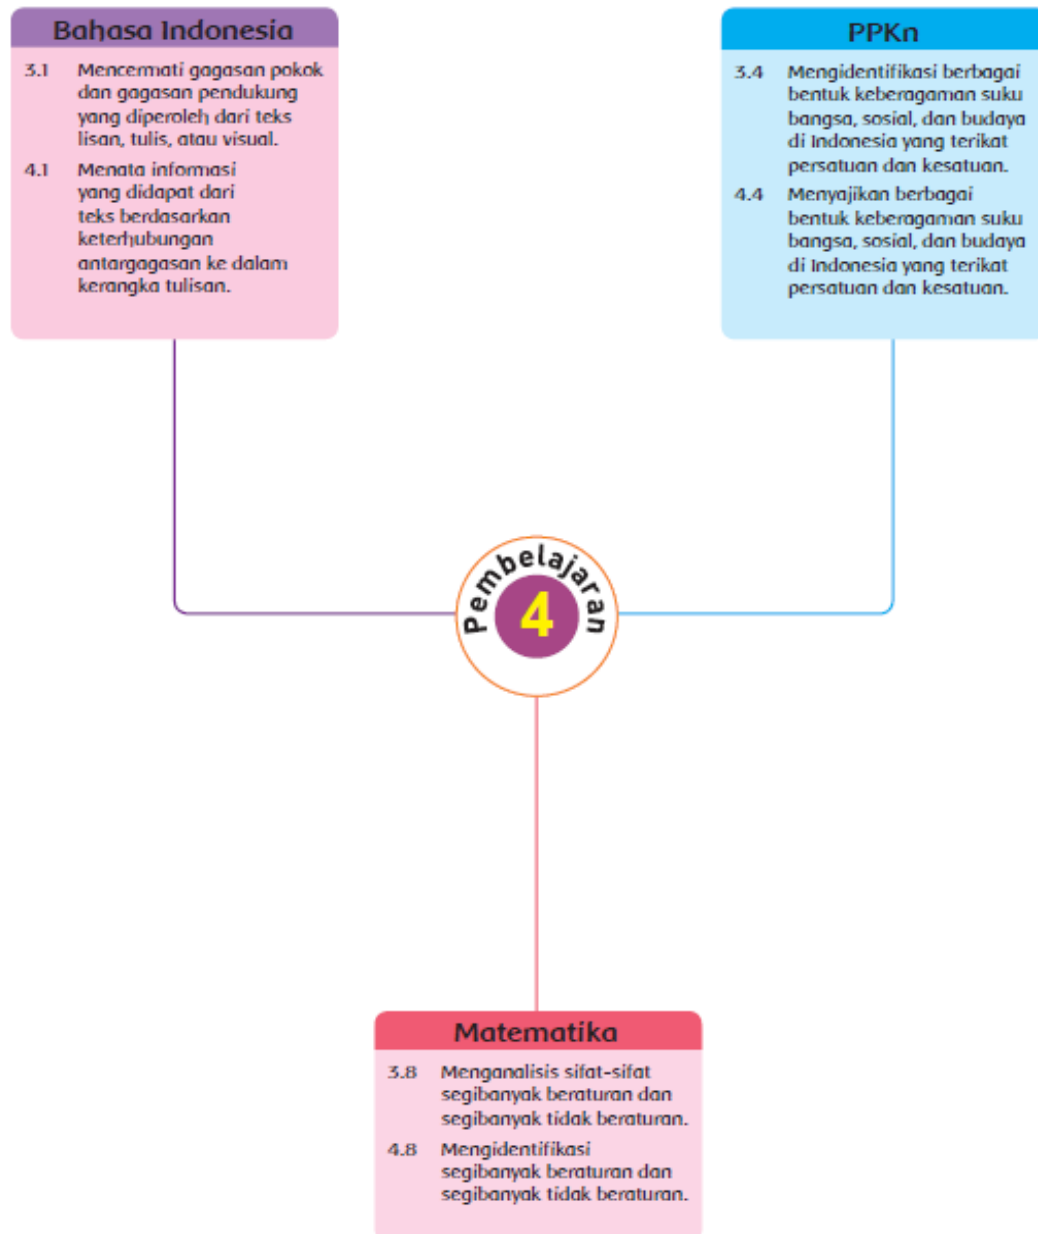 Bahasa Indonesia
3.1 Mencermati gagasan pokok
dan gagasan pendukung
yang diperoleh dari teks
lisan, tulis, atau visual.
4.1 Menata informasi
yang didapat dari
teks berdasarkan
keterhubungan
antargagasan ke dalam
kerangka tulisan.
PPKn
3.4 Mengidentifikasi berbagai
bentuk keberagaman suku
bangsa, sosial, dan budaya
di Indonesia yang terikat
persatuan dan kesatuan.
4.4 Menyajikan berbagai
bentuk keberagaman suku
bangsa, sosial, dan budaya
di Indonesia yang terikat
persatuan dan kesatuan.
Pembelajaran
4
Matematika
3.8 Menganalisis sifat-sifat
segibanyak beraturan dan
segibanyak tidak beraturan.
4.8 Mengidentifikasi
segibanyak beraturan dan
segibanyak tidak beraturan.